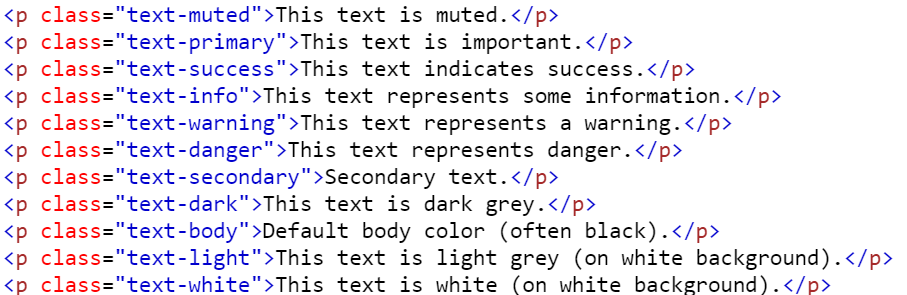 <p class="text-muted">This text is muted.</p>
<p class="text-primary">This text is important.</p>
<p class="text-success">This text indicates success.</p>
<p class="text-info">This text represents some information.</p>
<p class="text-warning">This text represents a warning.</p>
<p class="text-danger">This text represents danger.</p>
<p class="text-secondary">Secondary text.</p>
<p class="text-dark">This text is dark grey.</p>
<p class="text-body">Default body color (often black).</p>
<p class="text-light">This text is light grey (on white background).</p>
<p class="text-white">This text is white (on white background).</p>